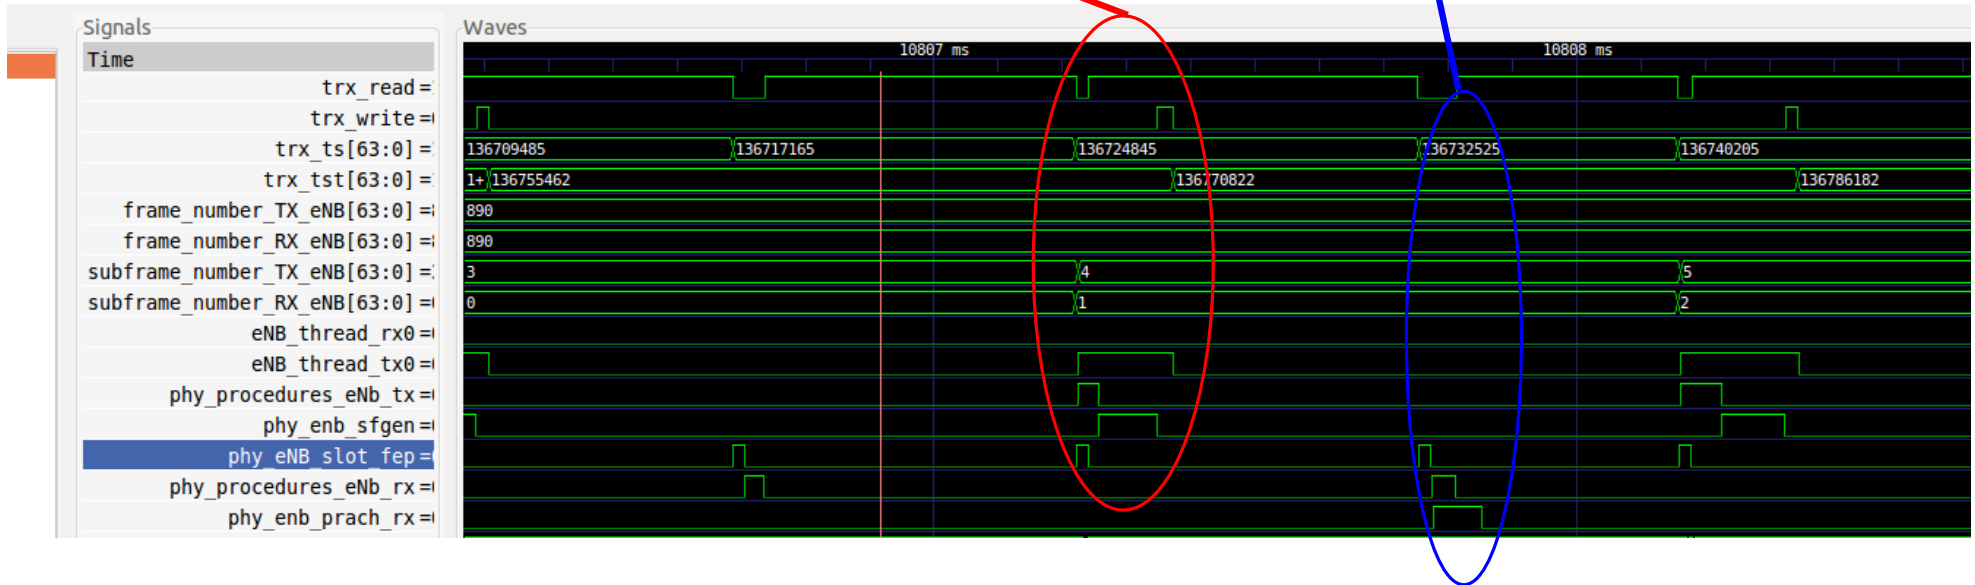 Signals
Waves
Time
10807 ms
10808 ms
trx_read=
trx_write=
trx_ts[63:0]=
136709485
136717165
136724845
136732525
136740205
trx_tst[63:0]=
1+
136755462
136770822
136786182
frame_number_TX_eNB[63:0]=
890
frame_number_RX_eNB[63:0]=
890
subframe_number_TX_eNB[63:0]=
3
4
5
subframe_number_RX_eNB[63:0]=
0
1
2
eNB_thread_rx0=
eNB_thread_tx0=
phy_procedures_eNb_tx=
phy_enb_sfgen=
phy_eNB_slot_fep=
phy_procedures_eNb_rx=
phy_enb_prach_rx=